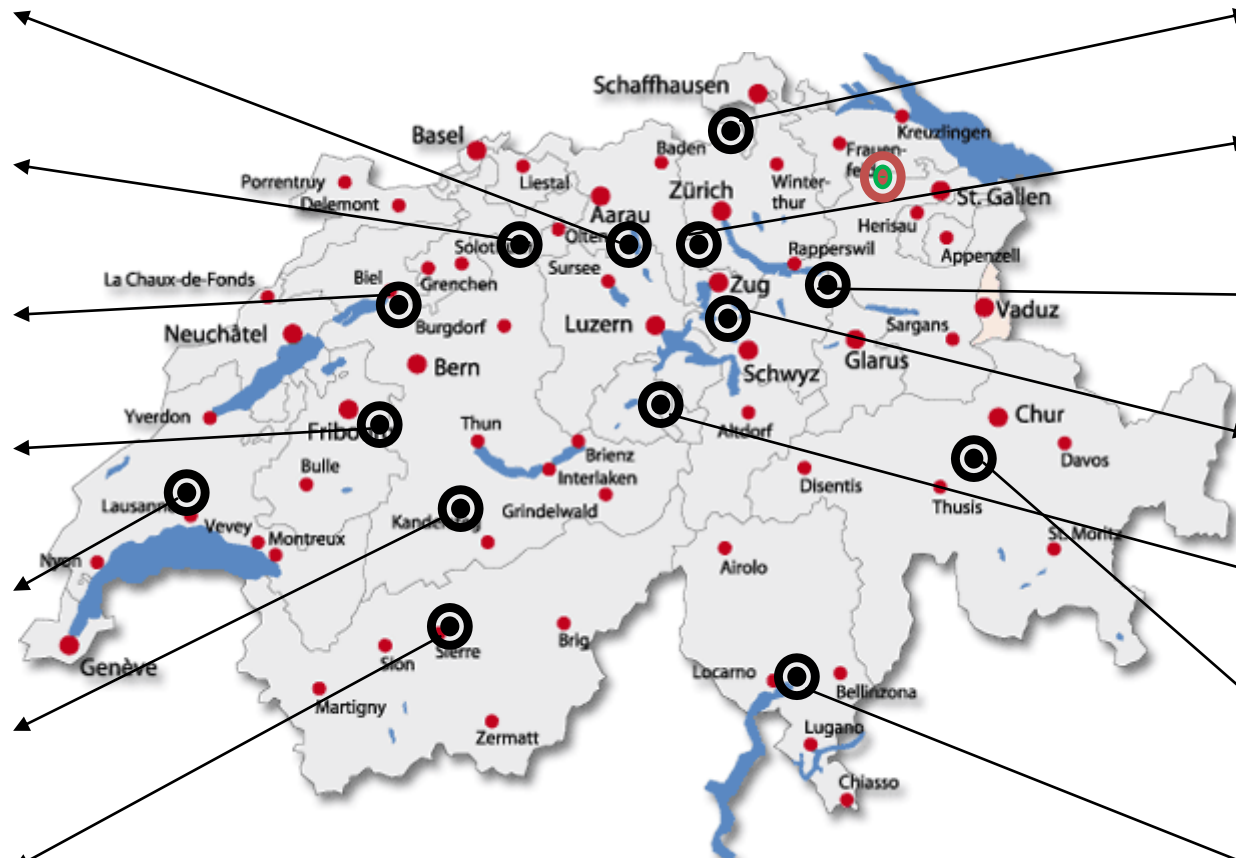 Schaffhausen
Kreuzlingen
Basel
Baden
Frauen-
Liestal
Zürich
Winter-
thur
Porrentruy
Delemont
Aarau
St. Gallen
Herisau
Appenzell
Rapperswil
Sursee
La Chaux-de-Fonds
Biel
Grenchen
Zug
Vaduz
Neuchâtel
Burgdorf
Luzern
Sargans
Glarus
Schwyz
Bern
Yverdon
Thun
Altdorf
Chur
Brienz
Davos
Bulle
Interlaken
Disentis
Thusis
Grindelwald
Vevey
Montreux
St. Moritz
Nyon
Airolo
Genève
Sion
Sierre
Brig
Locarno
Bellinzona
Martigny
Zermatt
Lugano
Chiasso